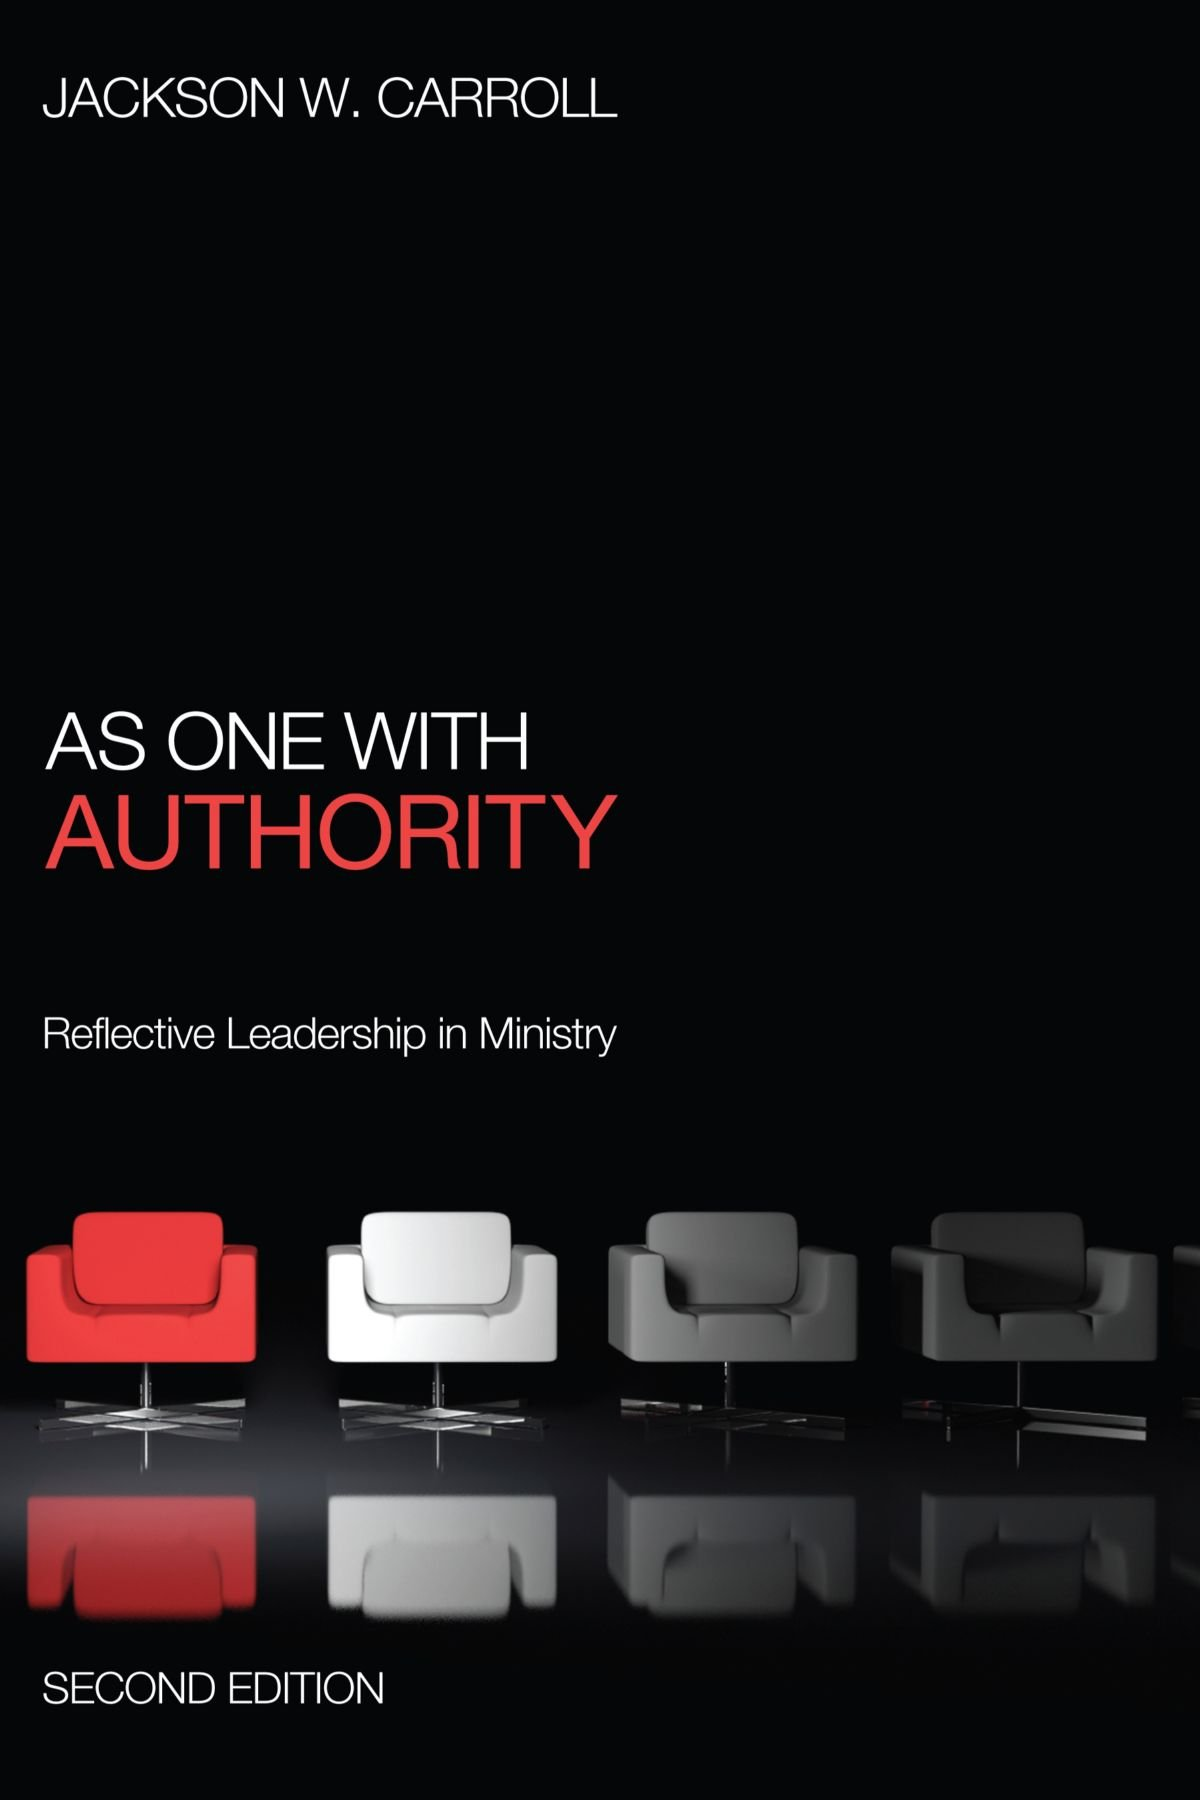 JACKSON W. CARROLL
AS ONE WITH
AUTHORITY
Reflective Leadership in Ministry
SECOND EDITION